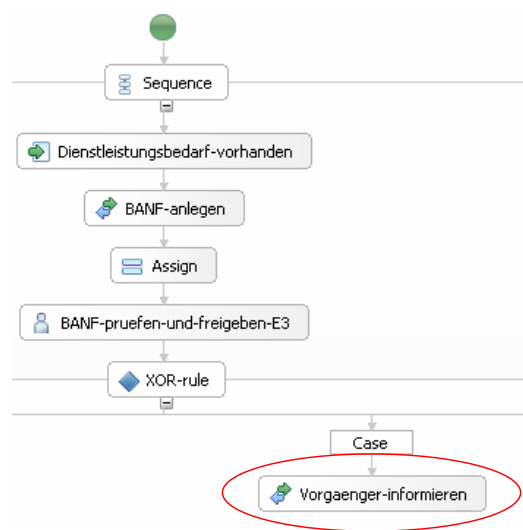 Sequence
Dienstleistungsbedarf-vorhanden
BANF-anlegen
Assign
BANF-pruefen-und-freigeben-E3
XOR-rule
Case
Vorgaenger-informieren